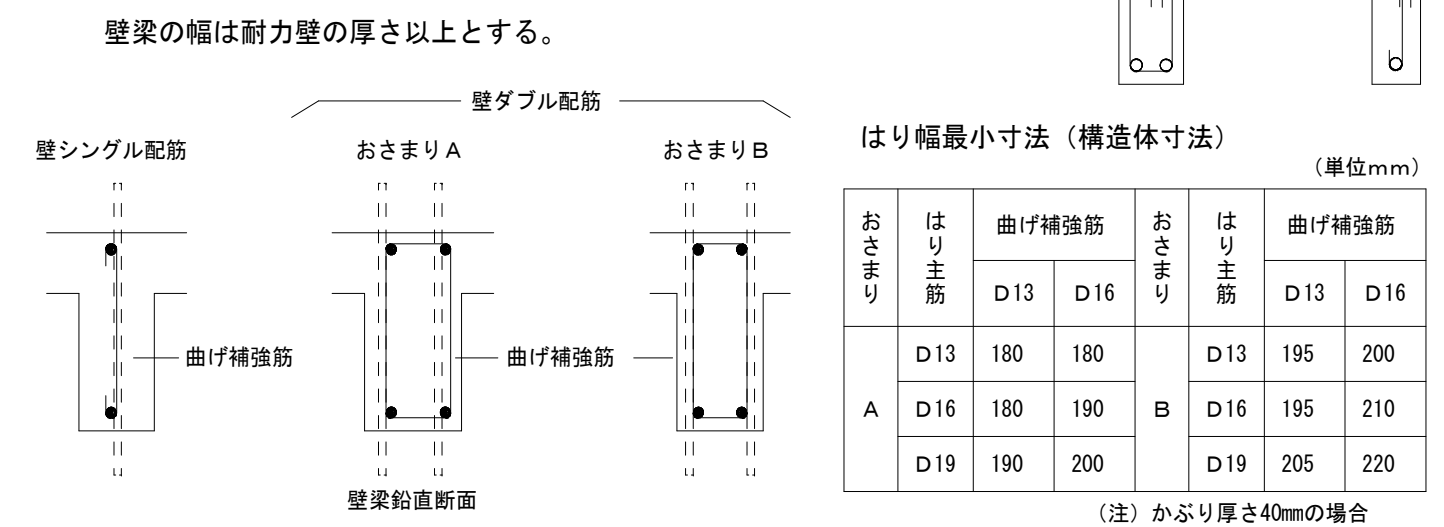 壁梁の幅は耐力壁の厚さ以上とする。
壁ダブル配筋
壁シングル配筋
おさまりA
おさまりB
曲げ補強筋
曲げ補強筋
壁梁鉛直断面
はり幅最小寸法（構造体寸法）
（単位mm）
おさまり はり主筋 曲げ補強筋 おさまり はり主筋 曲げ補強筋
D13 D16 D13 D16
D13 180 180 D13 195 200
A D16 180 190 B D16 195 210
D19 190 200 D19 205 220
（注）かぶり厚さ40mmの場合